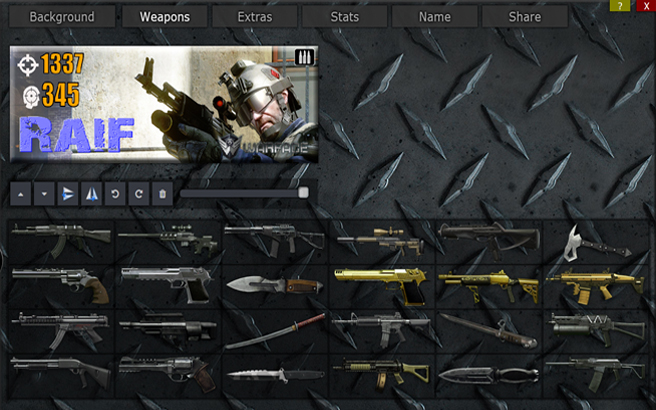 Background Weapons Extras Stats Name Share ? X
1337
345
RAIF
WARFACE